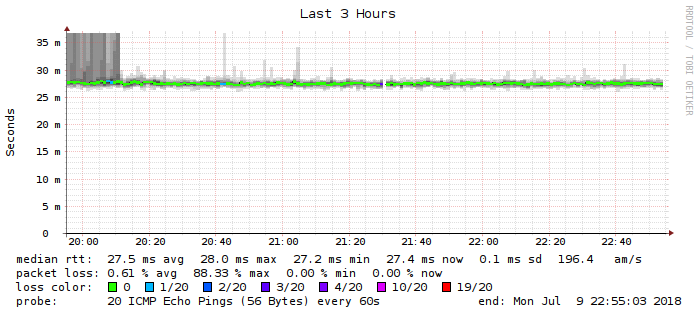 Last 3 Hours
RRDTOOL / TOBI OETIKER
Seconds
35 m
30 m
25 m
20 m
15 m
10 m
5 m
0
20:00 20:20 20:40 21:00 21:20 21:40 22:00 22:20 22:40
median rtt: 27.5 ms avg 28.0 ms max 27.2 ms min 27.4 ms now 0.1 ms sd 196.4 am/s
packet loss: 0.61 % avg 88.33 % max 0.00 % min 0.00 % now
loss color: 0 1/20 2/20 3/20 4/20 10/20 19/20
probe: 20 ICMP Echo Pings (56 Bytes) every 60s end: Mon Jul 9 22:55:03 2018